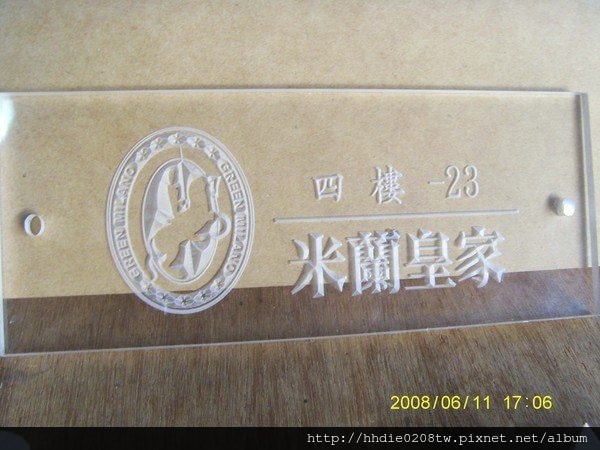 GREEN MILANO
GREEN MILANO
四樓 -23
米蘭皇家
2008/06/11 17:06
http://hhdie0208tw.pixnet.net/album